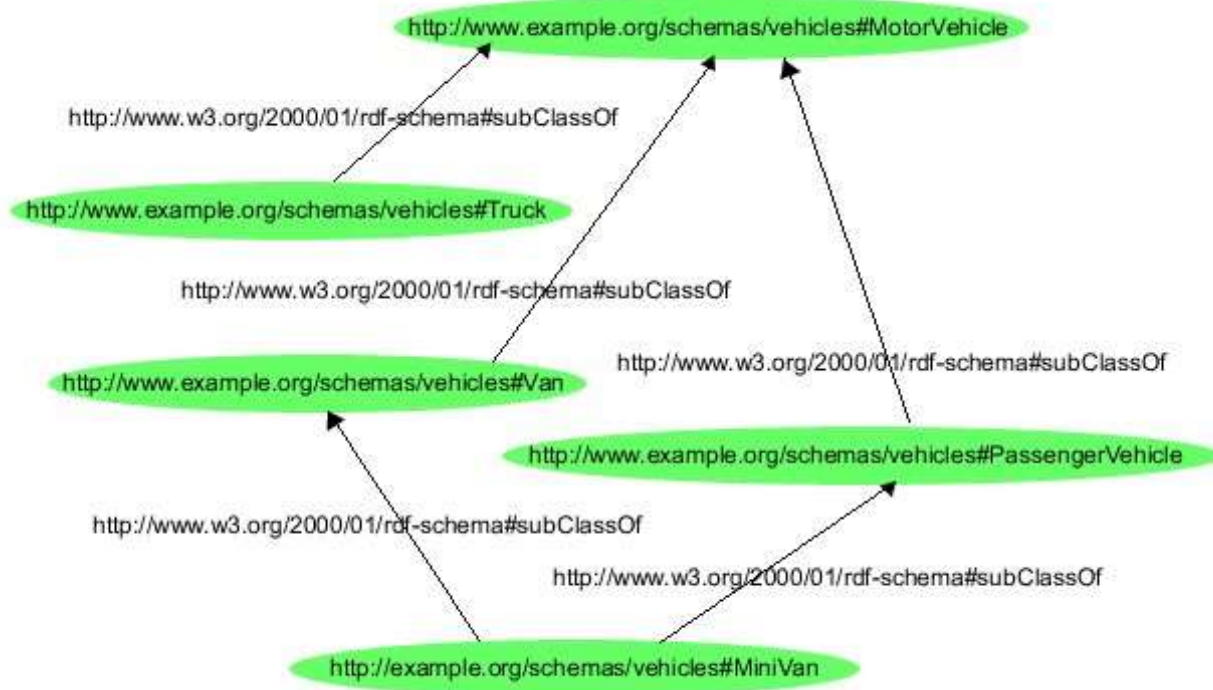 http://www.example.org/schemas/vehicles#MotorVehicle
http://www.w3.org/2000/01/rdf-schema#subClassOf
http://www.example.org/schemas/vehicles#Truck
http://www.w3.org/2000/01/rdf-schema#subClassOf
http://www.w3.org/2000/01/rdf-schema#subClassOf
http://www.example.org/schemas/vehicles#Van
http://www.example.org/schemas/vehicles#PassengerVehicle
http://www.w3.org/2000/01/rdf-schema#subClassOf
http://www.w3.org/2000/01/rdf-schema#subClassOf
http://example.org/schemas/vehicles#MiniVan